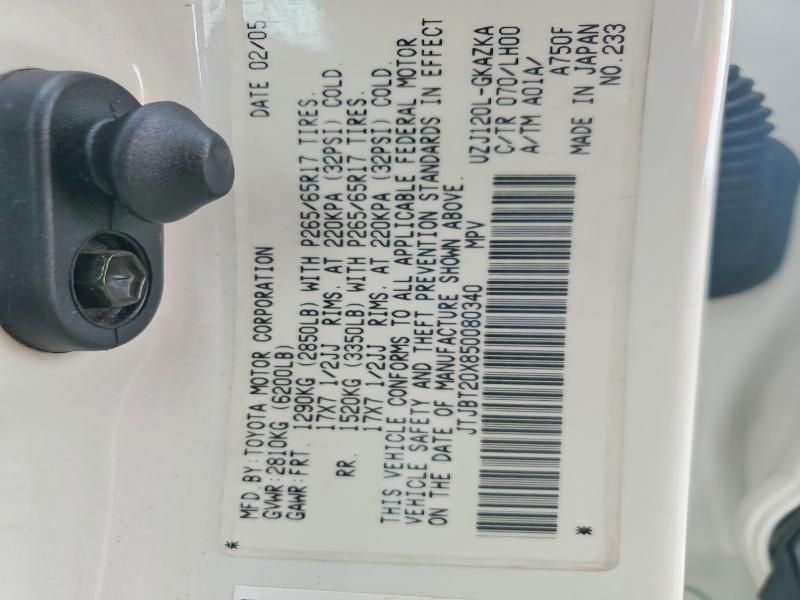 MFD.BY:TOYOTA MOTOR CORPORATION DATE 02/05
GVWR:2810KG (6200LB)
GAWR:FRT. 1290KG (2850LB) WITH P265/65R17 TIRES.
17X7 1/2JJ RIMS, AT 220KPA (32PSI) COLD.
RR. 1520KG (3350LB) WITH P265/65R17 TIRES.
17X7 1/2JJ RIMS, AT 220KPA (32PSI) COLD.
THIS VEHICLE CONFORMS TO ALL APPLICABLE FEDERAL MOTOR
VEHICLE SAFETY AND THEFT PREVENTION STANDARDS IN EFFECT
ON THE DATE OF MANUFACTURE SHOWN ABOVE.
JTJBT20X850080340 MPV
UZJ120L-GKAZKA
C/TR 070/LH00
A/TM A01A/ A750F
MADE IN JAPAN
NO.233